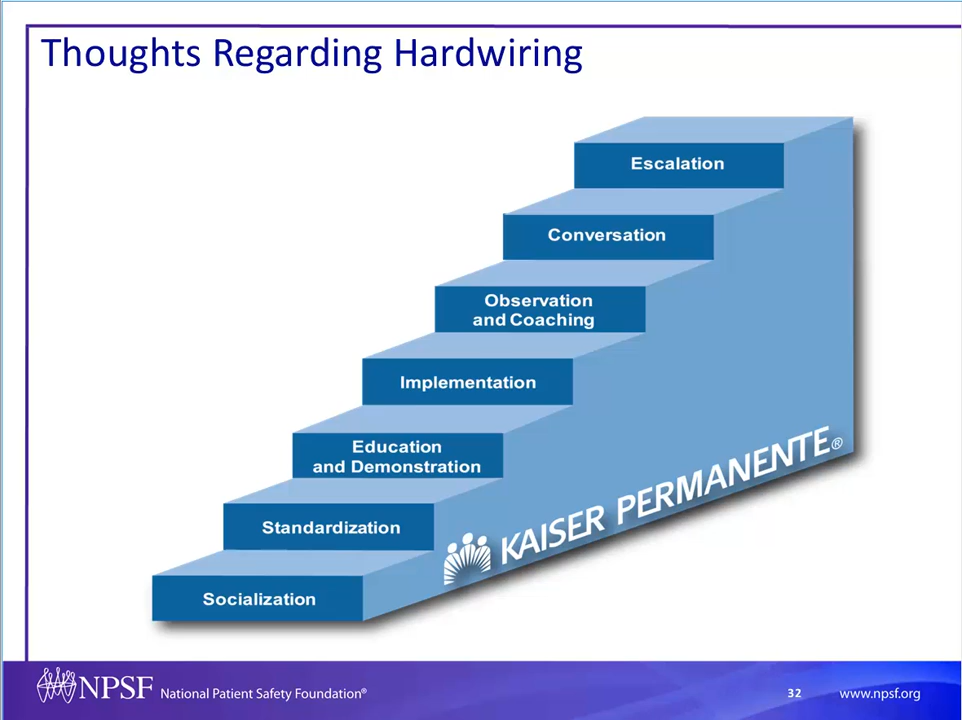 Thoughts Regarding Hardwiring
Escalation
Conversation
Observation
and Coaching
Implementation
Education
and Demonstration
Standardization
Socialization
KAISER PERMANENTE®
NPSF National Patient Safety Foundation®
32
www.npsf.org